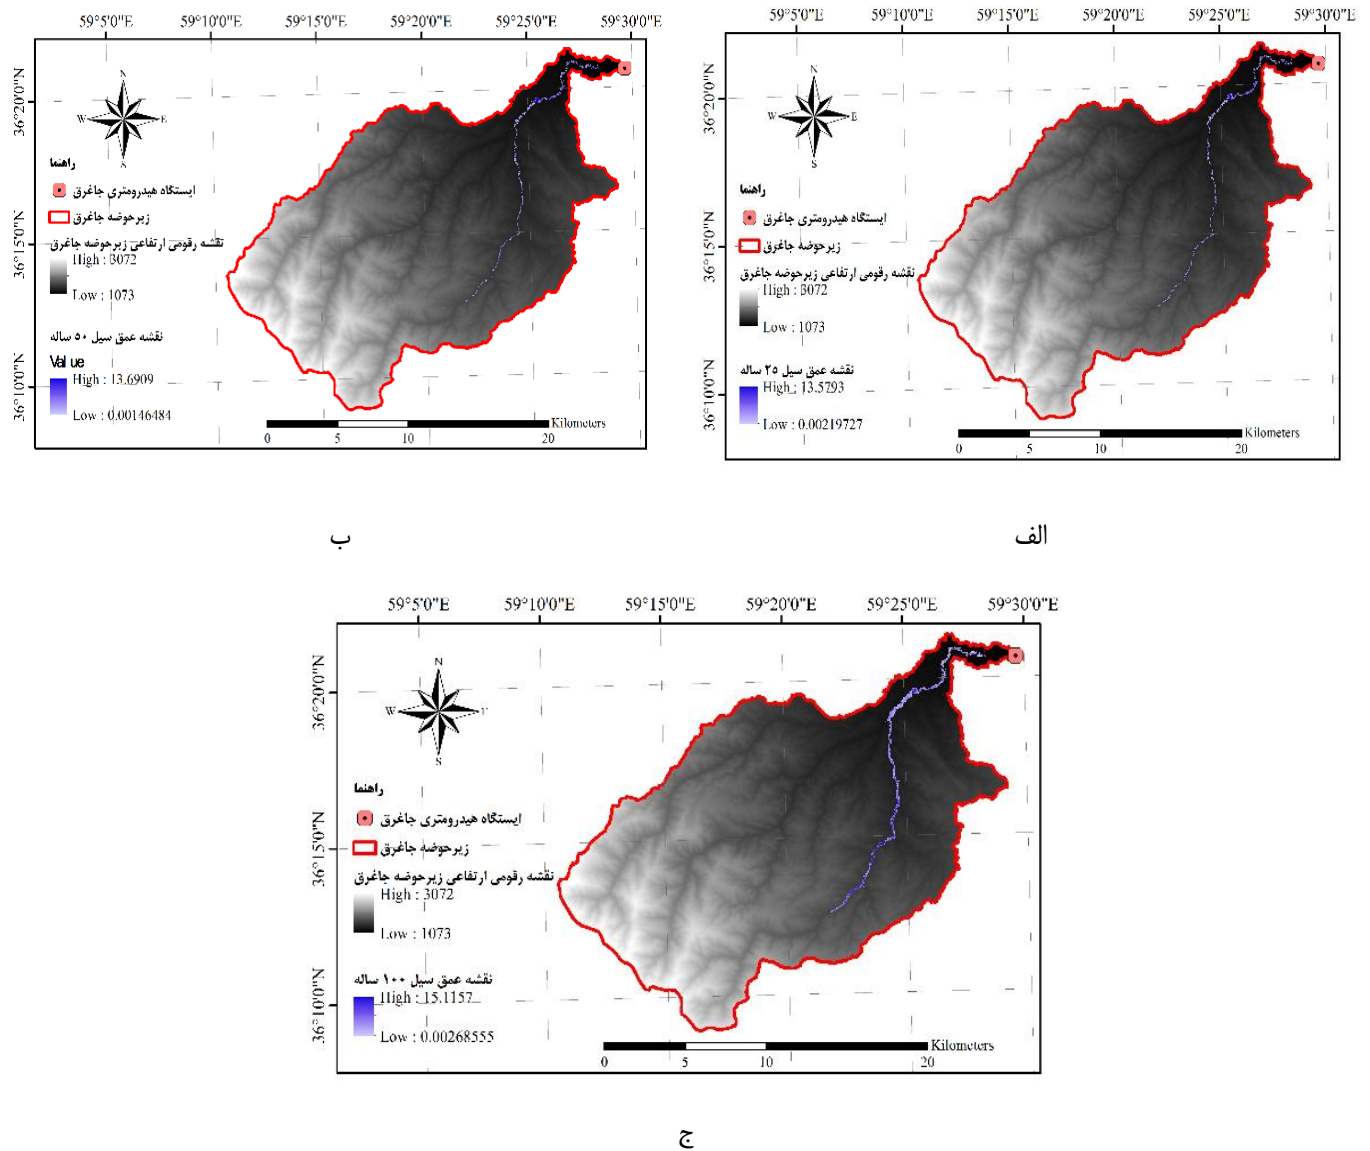 59°5'0"E 59°10'0"E 59°15'0"E 59°20'0"E 59°25'0"E 59°30'0"E
36°20'0"N
36°15'0"N
36°10'0"N
N
W E
S
راهنما
ایستگاه هیدرومتری جاغرق
زیرحوضه جاغرق
نقشه رقومی ارتفاعی زیرحوضه جاغرق
High : 3072
Low : 1073
نقشه عمق سیل ۲۵ ساله
High : 13.5793
Low : 0.00219727
Kilometers
0 5 10 20
الف
59°5'0"E 59°10'0"E 59°15'0"E 59°20'0"E 59°25'0"E 59°30'0"E
36°20'0"N
36°15'0"N
36°10'0"N
N
W E
S
راهنما
ایستگاه هیدرومتری جاغرق
زیرحوضه جاغرق
نقشه رقومی ارتفاعی زیرحوضه جاغرق
High : 3072
Low : 1073
نقشه عمق سیل ۵۰ ساله
Value
High : 13.6909
Low : 0.00146484
Kilometers
0 5 10 20
ب
59°5'0"E 59°10'0"E 59°15'0"E 59°20'0"E 59°25'0"E 59°30'0"E
36°20'0"N
36°15'0"N
36°10'0"N
N
W
S
راهنما
ایستگاه هیدرومتری جاغرق
زیرحوضه جاغرق
نقشه رقومی ارتفاعی زیرحوضه جاغرق
High : 3072
Low : 1073
نقشه عمق سیل ۱۰۰ ساله
High : 15.1157
Low : 0.00268555
Kilometers
0 5 10 20
ج